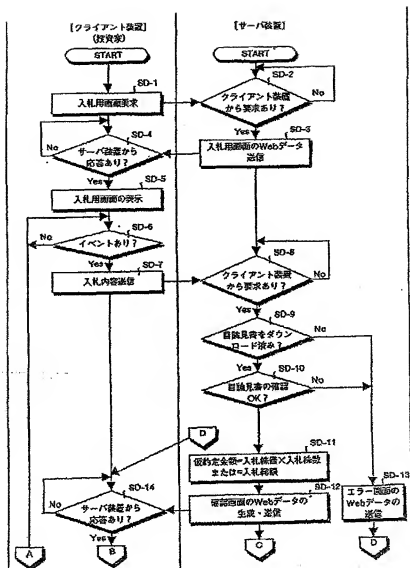 [クライアント装置]
(投資家)
[サーバ装置]
START
START
SD-1
入札用画面要求
SD-2
クライアント装置
から要求あり?
No
Yes
SD-3
入札用画面のWebデータ
送信
SD-4
サーバ装置から
応答あり?
No
Yes
SD-5
入札用画面の表示
SD-6
イベントあり?
No
Yes
SD-7
入札内容送信
SD-8
クライアント装置
から要求あり?
No
Yes
SD-9
目論見書をダウン
ロード済み?
No
Yes
SD-10
目論見書の確認
OK?
No
Yes
D
SD-11
仮約定金額=入札株価×入札株数
または=入札総額
SD-12
確認画面のWebデータの
生成・送信
SD-13
エラー画面の
Webデータの
送信
SD-14
サーバ装置から
応答あり?
No
Yes
A
B
C
D